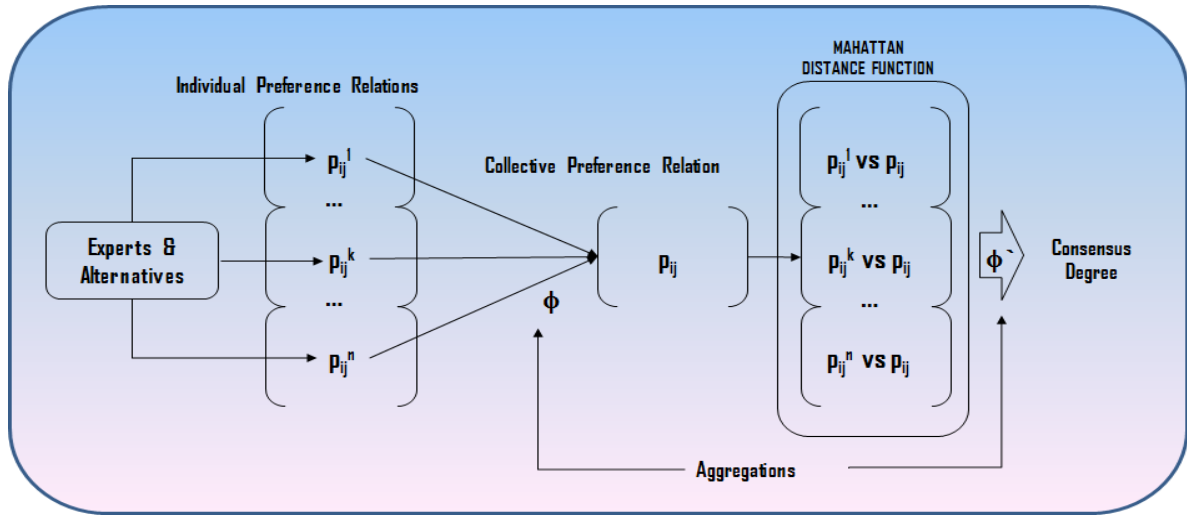 MAHATTAN
DISTANCE FUNCTION
Individual Preference Relations
p_ij^1
...
p_ij^k
...
p_ij^n
Experts &
Alternatives
Collective Preference Relation
ϕ
p_ij
p_ij^1 vs p_ij
...
p_ij^k vs p_ij
...
p_ij^n vs p_ij
ϕ`
Consensus
Degree
Aggregations